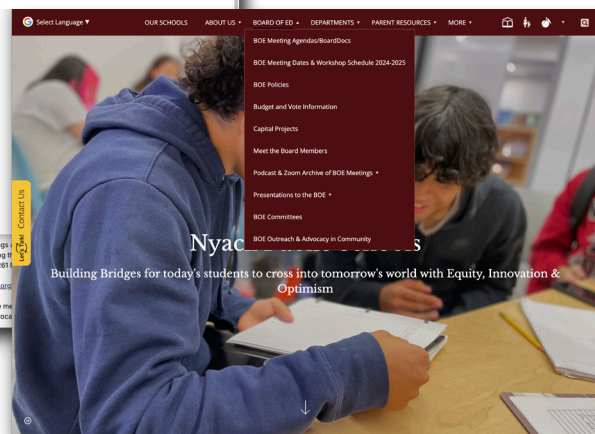 Select Language ▼
OUR SCHOOLS
ABOUT US
BOARD OF ED
DEPARTMENTS
PARENT RESOURCES
MORE
BOE Meeting Agendas/BoardDocs
BOE Meeting Dates & Workshop Schedule 2024-2025
BOE Policies
Budget and Vote Information
Capital Projects
Meet the Board Members
Podcast & Zoom Archive of BOE Meetings
Presentations to the BOE
BOE Committees
BOE Outreach & Advocacy in Community
Let's Talk! Contact Us
Building Bridges for today's students to cross into tomorrow's world with Equity, Innovation &
Optimism